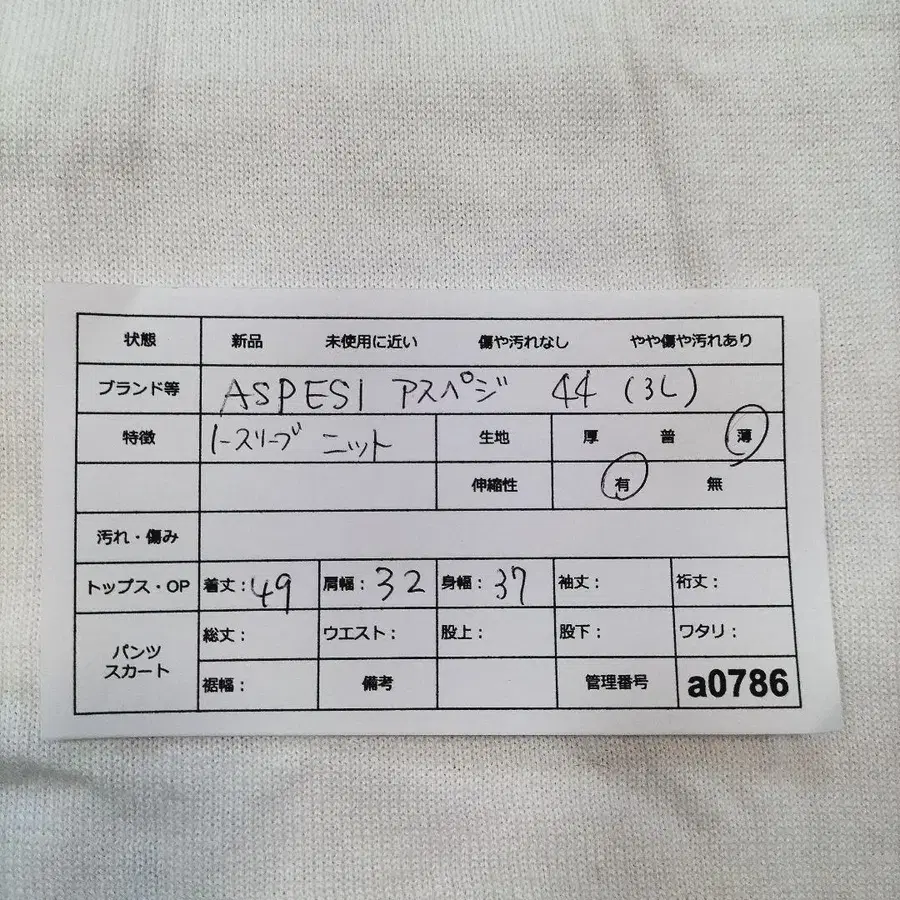 状態 新品 未使用に近い 傷や汚れなし やや傷や汚れあり
ブランド等 ASPESI アスペジ 44 (3L)
特徴 ノースリーブ ニット 生地 厚 普 薄
伸縮性 有 無
汚れ・傷み
トップス・OP 着丈:49 肩幅:32 身幅:37 袖丈: 裄丈:
パンツ スカート 総丈: ウエスト: 股上: 股下: ワタリ:
裾幅: 備考 管理番号 a0786